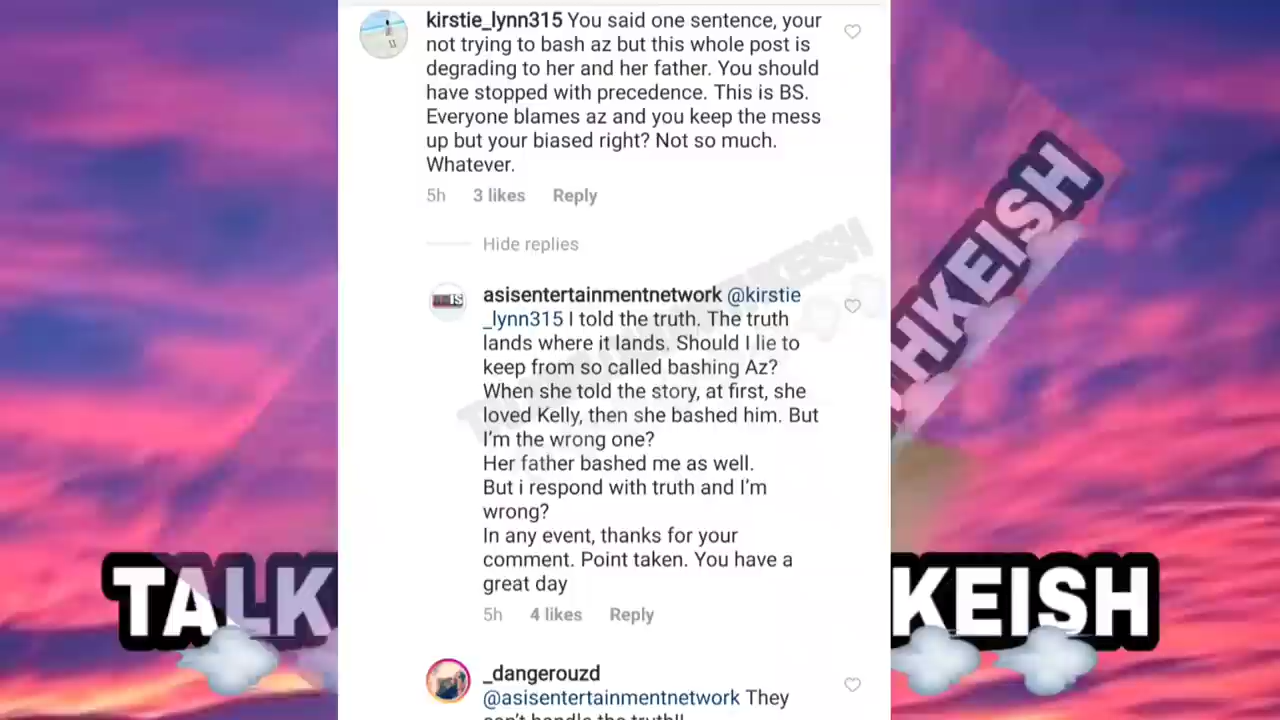 kirstie_lynn315 You said one sentence, your
not trying to bash az but this whole post is
degrading to her and her father. You should
have stopped with precedence. This is BS.
Everyone blames az and you keep the mess
up but your biased right? Not so much.
Whatever.
5h 3 likes Reply
Hide replies
asisentertainmentnetwork @kirstie
_lynn315 I told the truth. The truth
lands where it lands. Should I lie to
keep from so called bashing Az?
When she told the story, at first, she
loved Kelly, then she bashed him. But
I'm the wrong one?
Her father bashed me as well.
But i respond with truth and I'm
wrong?
In any event, thanks for your
comment. Point taken. You have a
great day
5h 4 likes Reply
_dangerouzd
@asisentertainmentnetwork They
can't handle the truth!!
TALK
KEISH
HKEISH